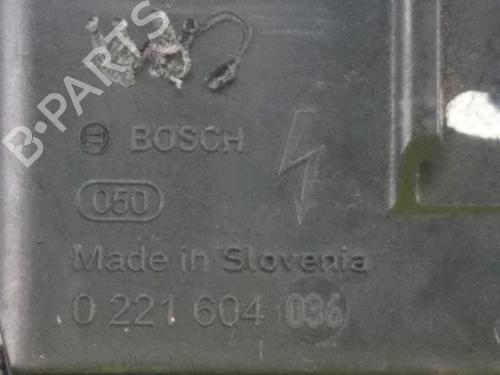 B-PARTS
BOSCH
050
Made in Slovenia
0 221 604 036